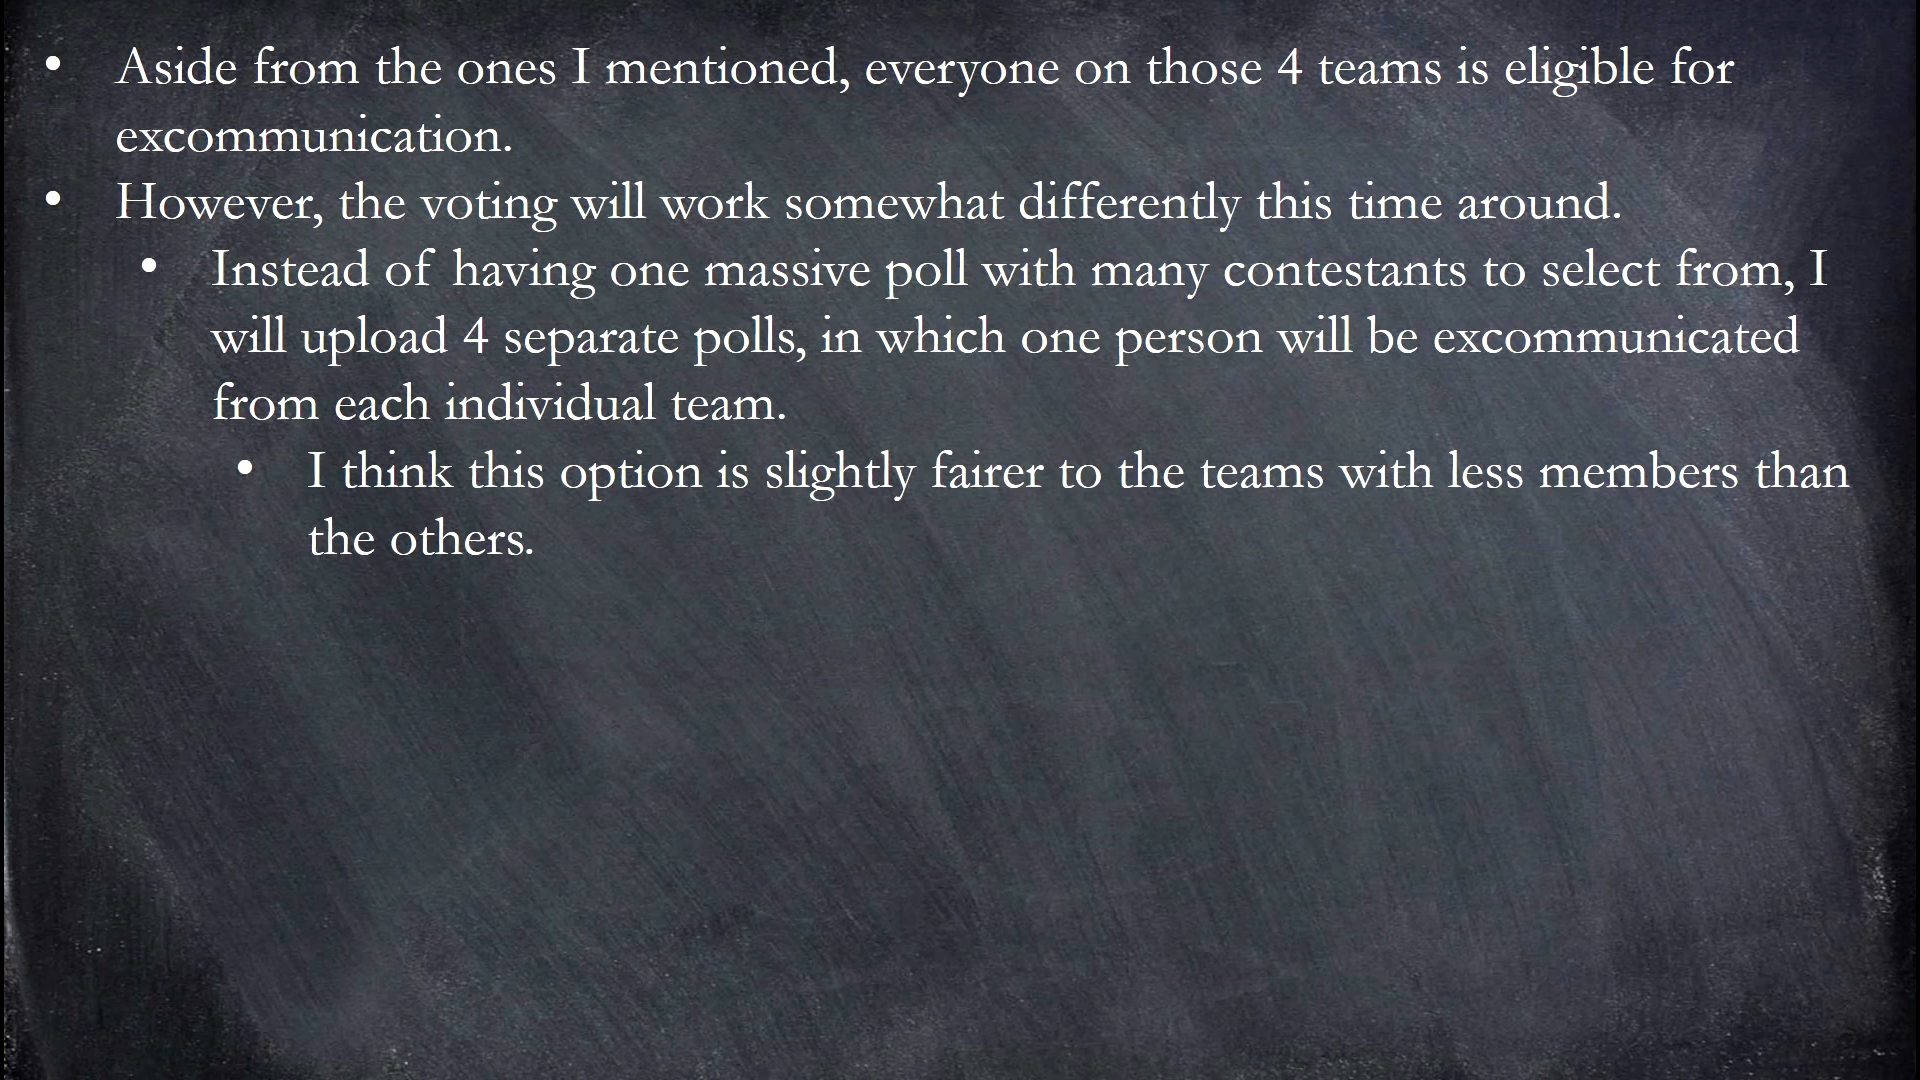 • Aside from the ones I mentioned, everyone on those 4 teams is eligible for
excommunication.
• However, the voting will work somewhat differently this time around.
• Instead of having one massive poll with many contestants to select from, I
will upload 4 separate polls, in which one person will be excommunicated
from each individual team.
• I think this option is slightly fairer to the teams with less members than
the others.